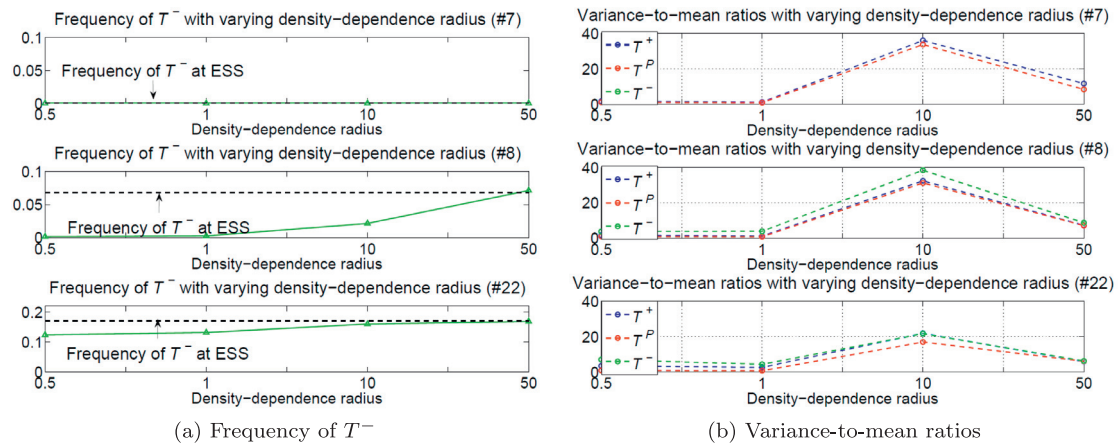 Frequency of T⁻ with varying density-dependence radius (#7)
0.1
0.05
0
Frequency of T⁻ at ESS
0.5 1 10 50
Density-dependence radius
Frequency of T⁻ with varying density-dependence radius (#8)
0.1
0.05
0
Frequency of T⁻ at ESS
0.5 1 10 50
Density-dependence radius
Frequency of T⁻ with varying density-dependence radius (#22)
0.2
0.1
0
Frequency of T⁻ at ESS
0.5 1 10 50
Density-dependence radius
(a) Frequency of T⁻
Variance-to-mean ratios with varying density-dependence radius (#7)
40
20
0
T⁺
Tᴾ
T⁻
0.5 1 10 50
Density-dependence radius
Variance-to-mean ratios with varying density-dependence radius (#8)
40
20
0
T⁺
Tᴾ
T⁻
0.5 1 10 50
Density-dependence radius
Variance-to-mean ratios with varying density-dependence radius (#22)
40
20
0
T⁺
Tᴾ
T⁻
0.5 1 10 50
Density-dependence radius
(b) Variance-to-mean ratios